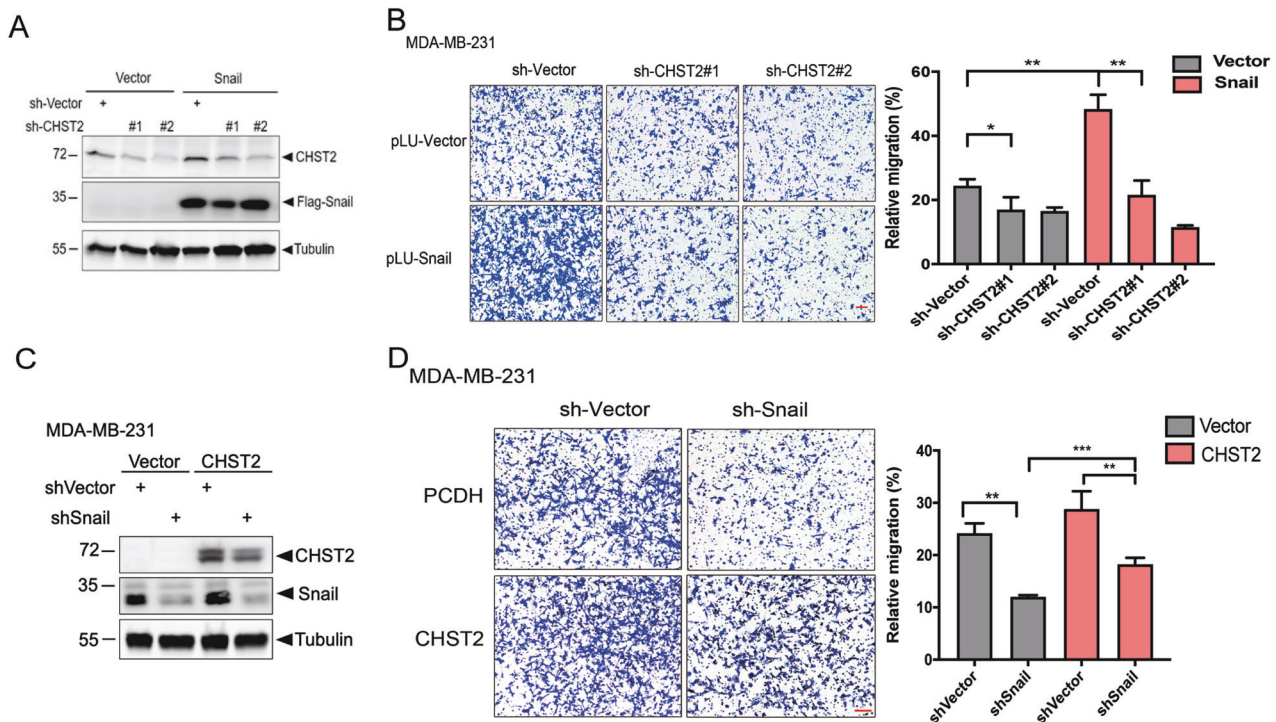 A
Vector Snail
sh-Vector + +
sh-CHST2 #1 #2 #1 #2
72 CHST2
35 Flag-Snail
55 Tubulin
B
MDA-MB-231
sh-Vector sh-CHST2#1 sh-CHST2#2
pLU-Vector
pLU-Snail
Relative migration (%)
80
60
40
20
0
** **
*
Vector
Snail
sh-Vector sh-CHST2#1 sh-CHST2#2 sh-Vector sh-CHST2#1 sh-CHST2#2
C
MDA-MB-231
Vector CHST2
shVector + +
shSnail + +
72 CHST2
35 Snail
55 Tubulin
D
MDA-MB-231
sh-Vector sh-Snail
PCDH
CHST2
Relative migration (%)
40
30
20
10
0
***
** **
Vector
CHST2
shVector shSnail shVector shSnail